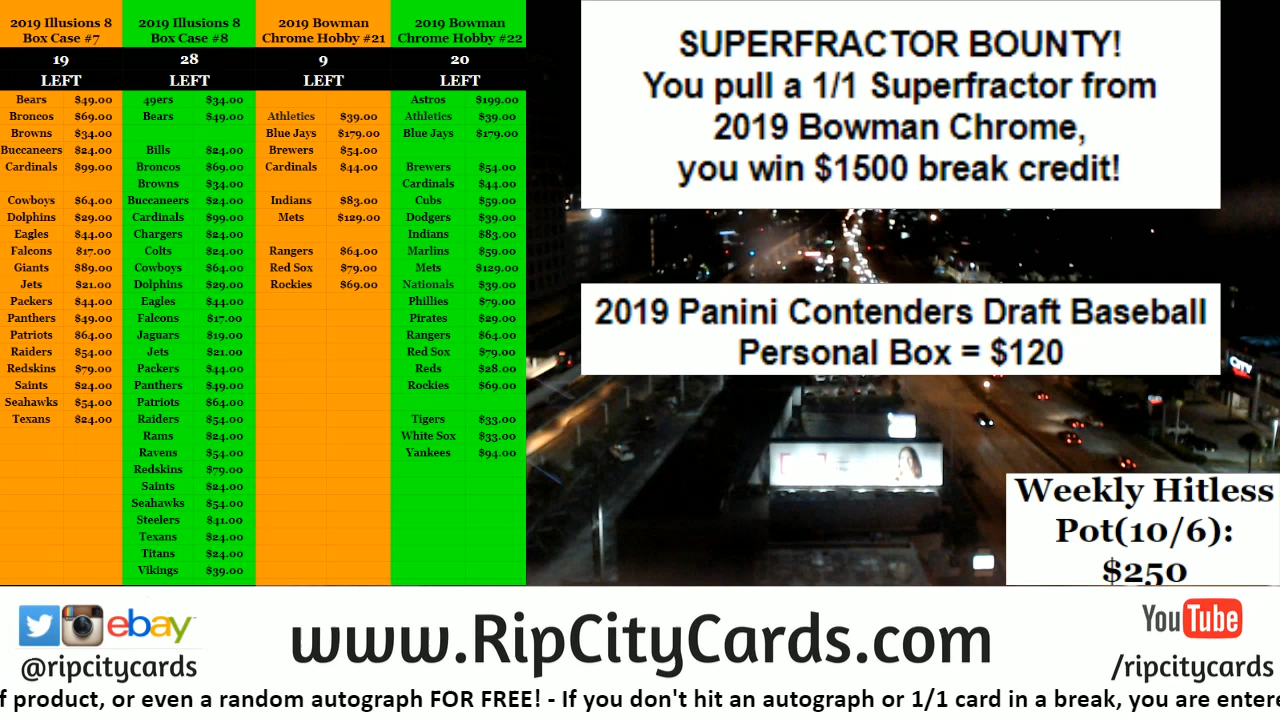 2019 Illusions 8
Box Case #7
19
LEFT
Bears $49.00
Broncos $69.00
Browns $34.00
Buccaneers $24.00
Cardinals $99.00
Cowboys $64.00
Dolphins $29.00
Eagles $44.00
Falcons $17.00
Giants $89.00
Jets $21.00
Packers $44.00
Panthers $49.00
Patriots $64.00
Raiders $54.00
Redskins $79.00
Saints $24.00
Seahawks $54.00
Texans $24.00
2019 Illusions 8
Box Case #8
28
LEFT
49ers $34.00
Bears $49.00
Bills $24.00
Broncos $69.00
Browns $34.00
Buccaneers $24.00
Cardinals $99.00
Chargers $24.00
Colts $24.00
Cowboys $64.00
Dolphins $29.00
Eagles $44.00
Falcons $17.00
Jaguars $19.00
Jets $21.00
Packers $44.00
Panthers $49.00
Patriots $64.00
Raiders $54.00
Rams $24.00
Ravens $54.00
Redskins $79.00
Saints $24.00
Seahawks $54.00
Steelers $41.00
Texans $24.00
Titans $24.00
Vikings $39.00
2019 Bowman
Chrome Hobby #21
9
LEFT
Athletics $39.00
Blue Jays $179.00
Brewers $54.00
Cardinals $44.00
Indians $83.00
Mets $129.00
Rangers $64.00
Red Sox $79.00
Rockies $69.00
2019 Bowman
Chrome Hobby #22
20
LEFT
Astros $199.00
Athletics $39.00
Blue Jays $179.00
Brewers $54.00
Cardinals $44.00
Cubs $59.00
Dodgers $39.00
Indians $83.00
Marlins $59.00
Mets $129.00
Nationals $39.00
Phillies $79.00
Pirates $29.00
Rangers $64.00
Red Sox $79.00
Reds $28.00
Rockies $69.00
Tigers $33.00
White Sox $33.00
Yankees $94.00
SUPERFRACTOR BOUNTY!
You pull a 1/1 Superfractor from
2019 Bowman Chrome,
you win $1500 break credit!
2019 Panini Contenders Draft Baseball
Personal Box = $120
Weekly Hitless
Pot(10/6):
$250
ebay
@ripcitycards
www.RipCityCards.com
YouTube
/ripcitycards
f product, or even a random autograph FOR FREE! - If you don't hit an autograph or 1/1 card in a break, you are entere